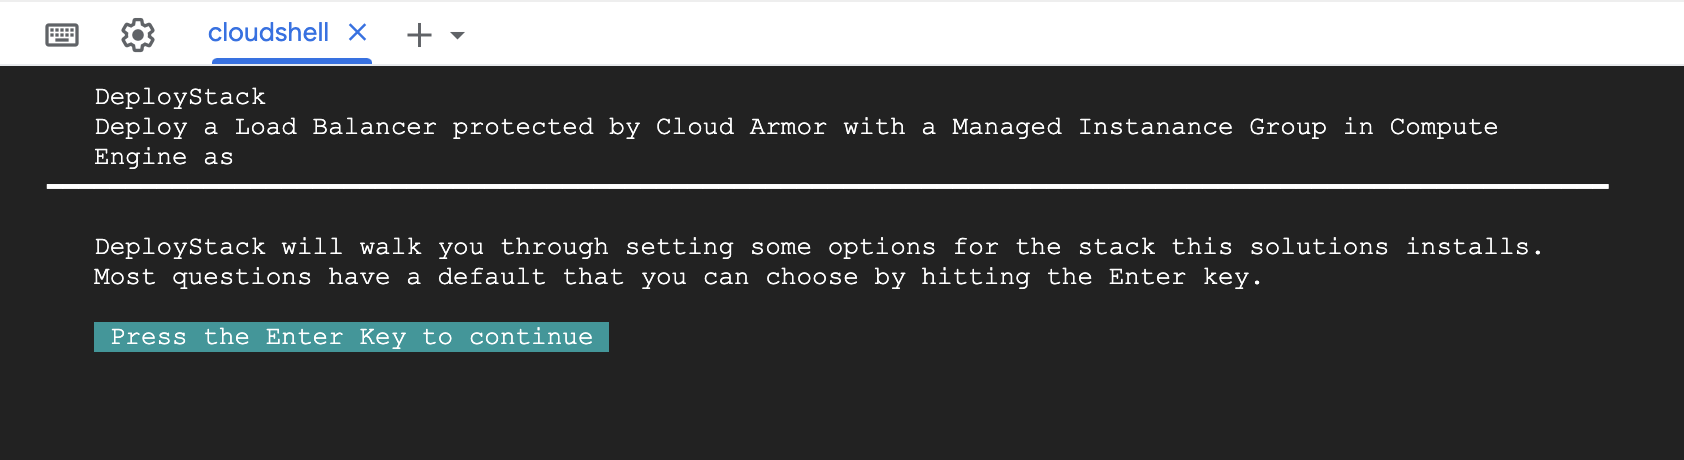 cloudshell
DeployStack
Deploy a Load Balancer protected by Cloud Armor with a Managed Instanance Group in Compute
Engine as
DeployStack will walk you through setting some options for the stack this solutions installs.
Most questions have a default that you can choose by hitting the Enter key.
Press the Enter Key to continue